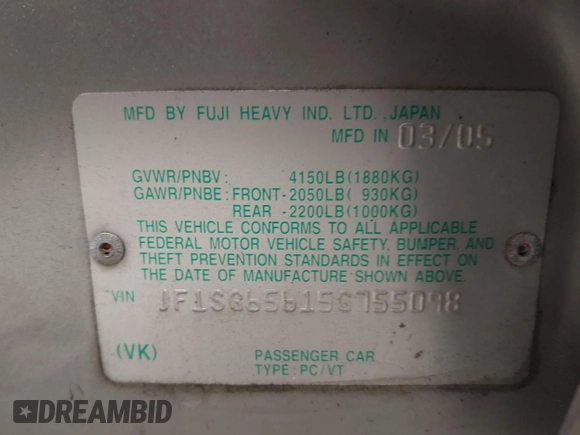 MFD BY FUJI HEAVY IND. LTD. JAPAN
MFD IN 03/05
GVWR/PNBV: 4150LB(1880KG)
GAWR/PNBE: FRONT-2050LB( 930KG)
REAR -2200LB(1000KG)
THIS VEHICLE CONFORMS TO ALL APPLICABLE
FEDERAL MOTOR VEHICLE SAFETY, BUMPER, AND
THEFT PREVENTION STANDARDS IN EFFECT ON
THE DATE OF MANUFACTURE SHOWN ABOVE.
VIN JF1SG65615G755098
(VK) PASSENGER CAR
TYPE: PC/VT
DREAMBID